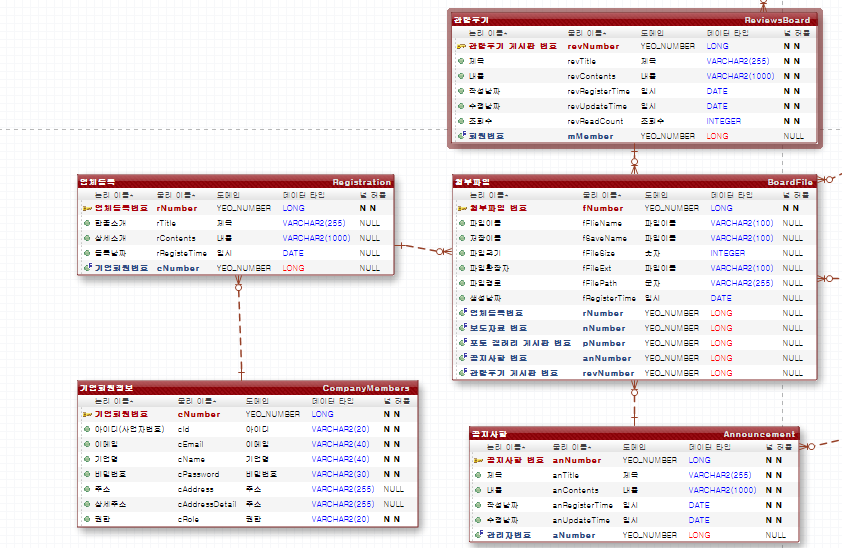 관람후기 ReviewsBoard
논리 이름 물리 이름 도메인 데이터 타입 널 허용
관람후기 게시판 번호 revNumber YEO_NUMBER LONG N N
제목 revTitle 제목 VARCHAR2(255) N N
내용 revContents 내용 VARCHAR2(1000) N N
작성날짜 revRegisterTime 일시 DATE N N
수정날짜 revUpdateTime 일시 DATE N N
조회수 revReadCount 조회수 INTEGER N N
회원번호 mMember YEO_NUMBER LONG NULL
업체등록 Registration
논리 이름 물리 이름 도메인 데이터 타입 널 허용
업체등록번호 rNumber YEO_NUMBER LONG N N
한줄소개 rTitle 제목 VARCHAR2(255) NULL
상세소개 rContents 내용 VARCHAR2(1000) NULL
등록날짜 rRegisteTime 일시 DATE NULL
기업회원번호 cNumber YEO_NUMBER LONG NULL
첨부파일 BoardFile
논리 이름 물리 이름 도메인 데이터 타입 널 허용
첨부파일 번호 fNumber YEO_NUMBER LONG N N
파일이름 fFileName 파일이름 VARCHAR2(100) NULL
저장이름 fSaveName 파일이름 VARCHAR2(100) NULL
파일크기 fFileSize 숫자 INTEGER NULL
파일확장자 fFileExt 파일이름 VARCHAR2(100) NULL
파일경로 fFilePath 문자 VARCHAR2(255) NULL
생성날짜 fRegisterTime 일시 DATE NULL
업체등록번호 rNumber YEO_NUMBER LONG NULL
보도자료 번호 nNumber YEO_NUMBER LONG NULL
포토 갤러리 게시판 번호 pNumber YEO_NUMBER LONG NULL
공지사항 번호 anNumber YEO_NUMBER LONG NULL
관람후기 게시판 번호 revNumber YEO_NUMBER LONG NULL
기업회원정보 CompanyMembers
논리 이름 물리 이름 도메인 데이터 타입 널 허용
기업회원번호 cNumber YEO_NUMBER LONG N N
아이디(사업자번호) cId 아이디 VARCHAR2(20) N N
이메일 cEmail 이메일 VARCHAR2(40) N N
기업명 cName 기업명 VARCHAR2(40) N N
비밀번호 cPassword 비밀번호 VARCHAR2(30) N N
주소 cAddress 주소 VARCHAR2(255) NULL
상세주소 cAddressDetail 주소 VARCHAR2(255) NULL
권한 cRole 권한 VARCHAR2(20) N N
공지사항 Announcement
논리 이름 물리 이름 도메인 데이터 타입 널 허용
공지사항 번호 anNumber YEO_NUMBER LONG N N
제목 anTitle 제목 VARCHAR2(255) N N
내용 anContents 내용 VARCHAR2(1000) N N
작성날짜 anRegisterTime 일시 DATE N N
수정날짜 anUpdateTime 일시 DATE N N
관리자번호 aNumber YEO_NUMBER LONG NULL